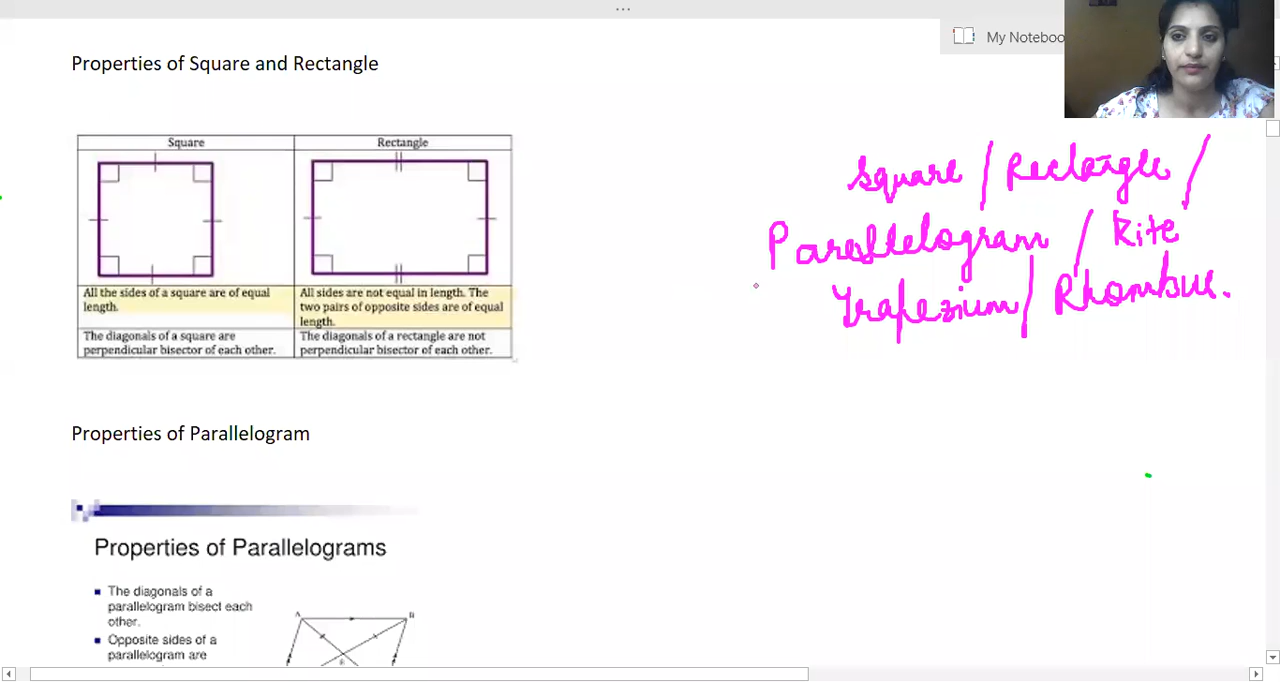 ...
My Noteboo
Properties of Square and Rectangle
Square
Rectangle
All the sides of a square are of equal
length.
All sides are not equal in length. The
two pairs of opposite sides are of equal
length.
The diagonals of a square are
perpendicular bisector of each other.
The diagonals of a rectangle are not
perpendicular bisector of each other.
Square / Rectangle /
Parallelogram / kite
Trapezium / Rhombus.
Properties of Parallelogram
Properties of Parallelograms
The diagonals of a
parallelogram bisect each
other.
Opposite sides of a
parallelogram are
A
B
E